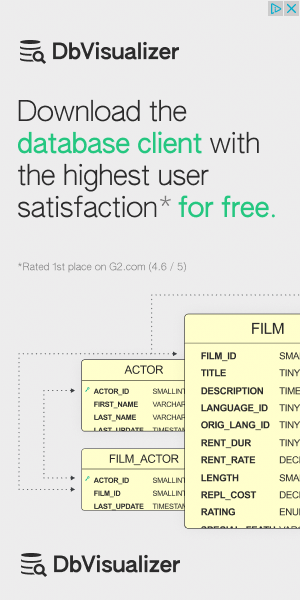 DbVisualizer
Download the
database client with
the highest user
satisfaction* for free.
*Rated 1st place on G2.com (4.6 / 5)
FILM
FILM_ID SMA
TITLE TINY
DESCRIPTION TIME
LANGUAGE_ID TINY
ORIG_LANG_ID TINY
RENT_DUR TINY
RENT_RATE DECI
LENGTH SMA
REPL_COST DECI
RATING ENU
ACTOR
ACTOR_ID SMALLINT
FIRST_NAME VARCHAR
LAST_NAME VARCHAR
LAST_UPDATE TIMESTAM
FILM_ACTOR
ACTOR_ID SMALLINT
FILM_ID SMALLINT
LAST_UPDATE TIMESTAM
DbVisualizer